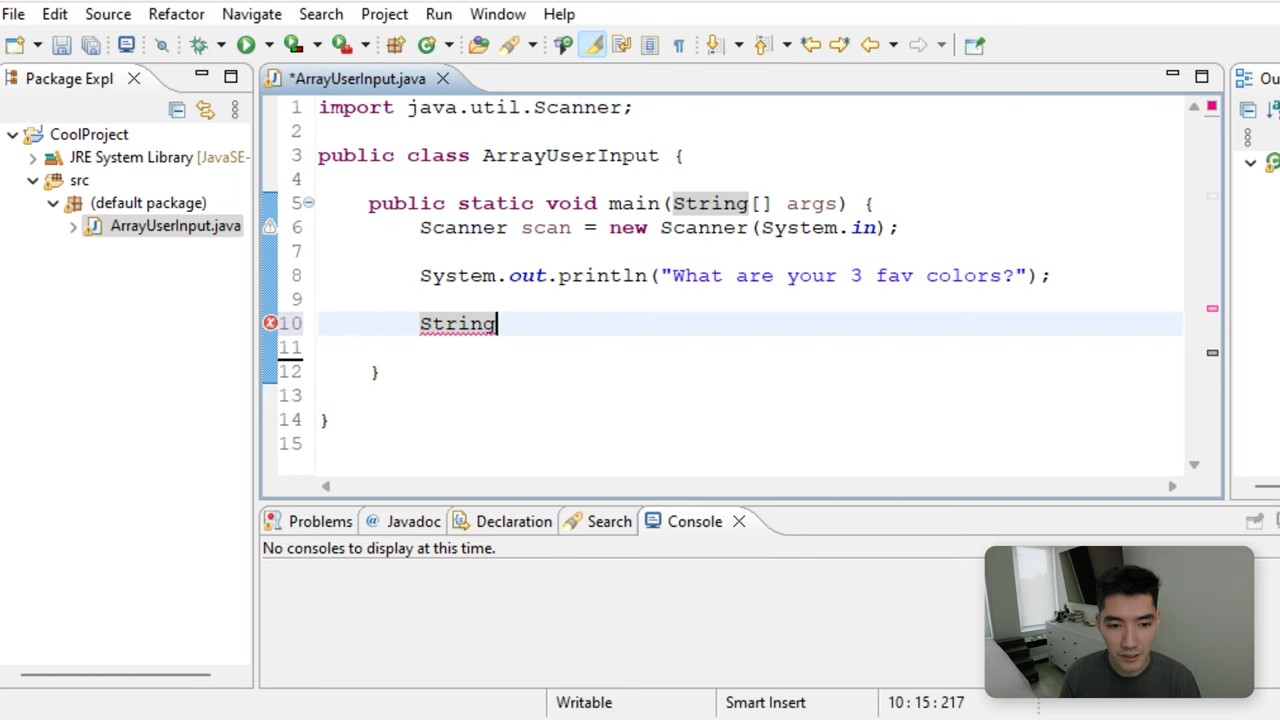 File Edit Source Refactor Navigate Search Project Run Window Help
Package Expl
*ArrayUserInput.java
Ou
CoolProject
JRE System Library [JavaSE-
src
(default package)
ArrayUserInput.java
1 import java.util.Scanner;
2
3 public class ArrayUserInput {
4
5 public static void main(String[] args) {
6 Scanner scan = new Scanner(System.in);
7
8 System.out.println("What are your 3 fav colors?");
9
10 String
11
12 }
13
14 }
15
Problems Javadoc Declaration Search Console
No consoles to display at this time.
Writable Smart Insert 10:15:217